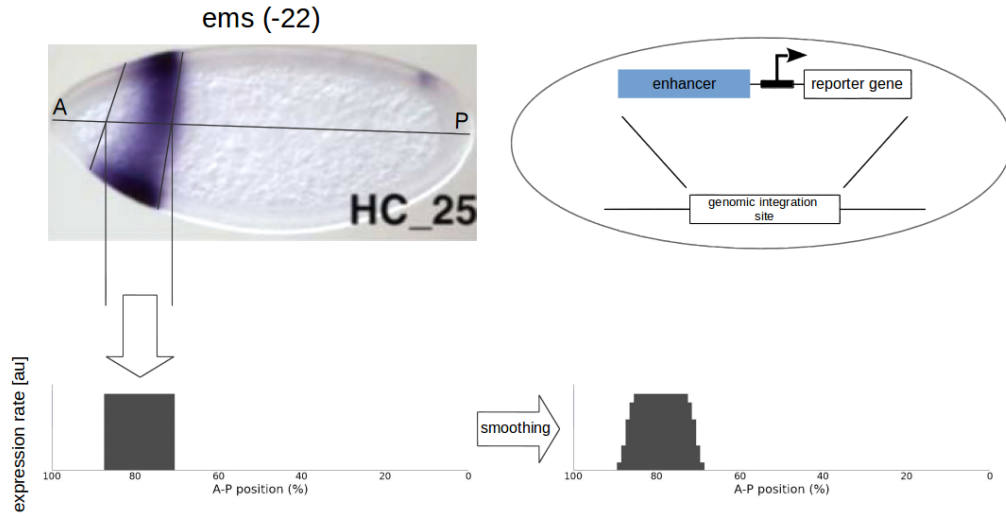 ems (-22)
A
P
HC_25
enhancer
reporter gene
genomic integration
site
expression rate [au]
100
80
60
40
20
0
A-P position (%)
smoothing
100
80
60
40
20
0
A-P position (%)